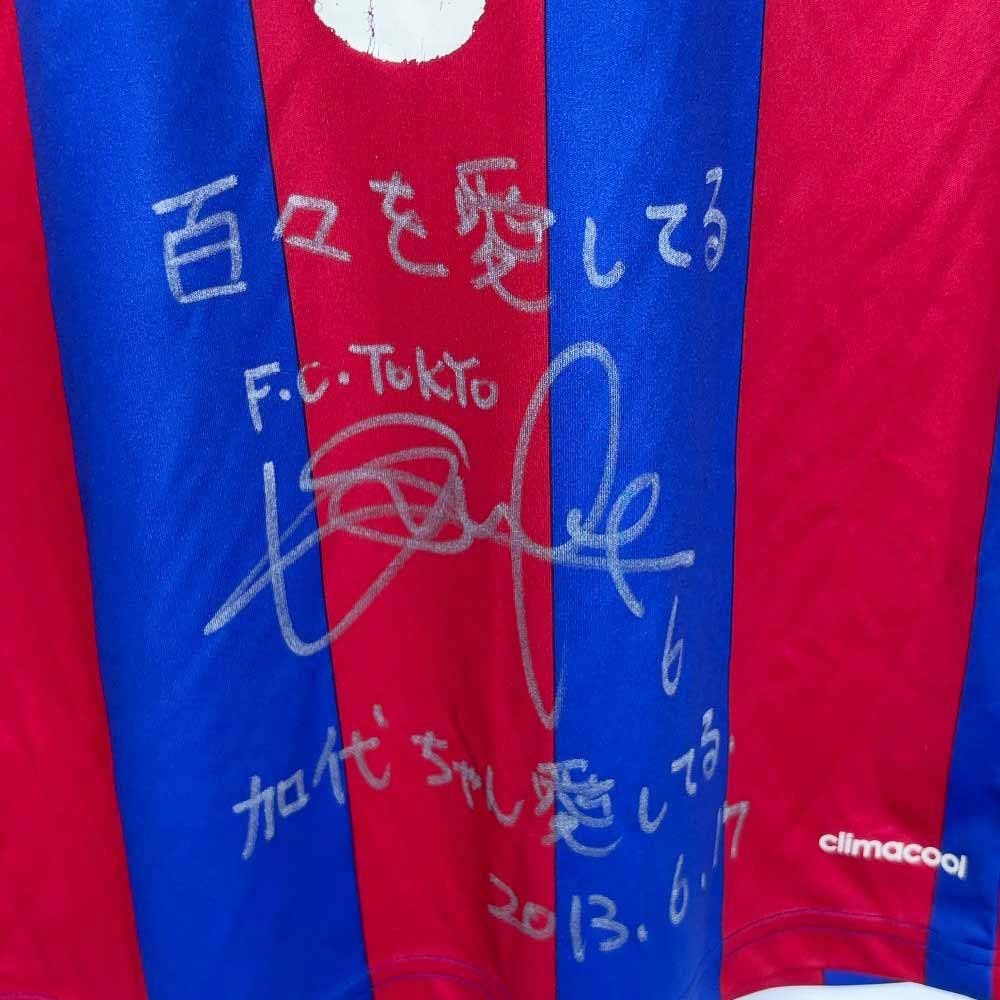 百々を愛してる
F.C.TOKYO
6
加代ちゃん愛してる.
2013.6.17
climacool